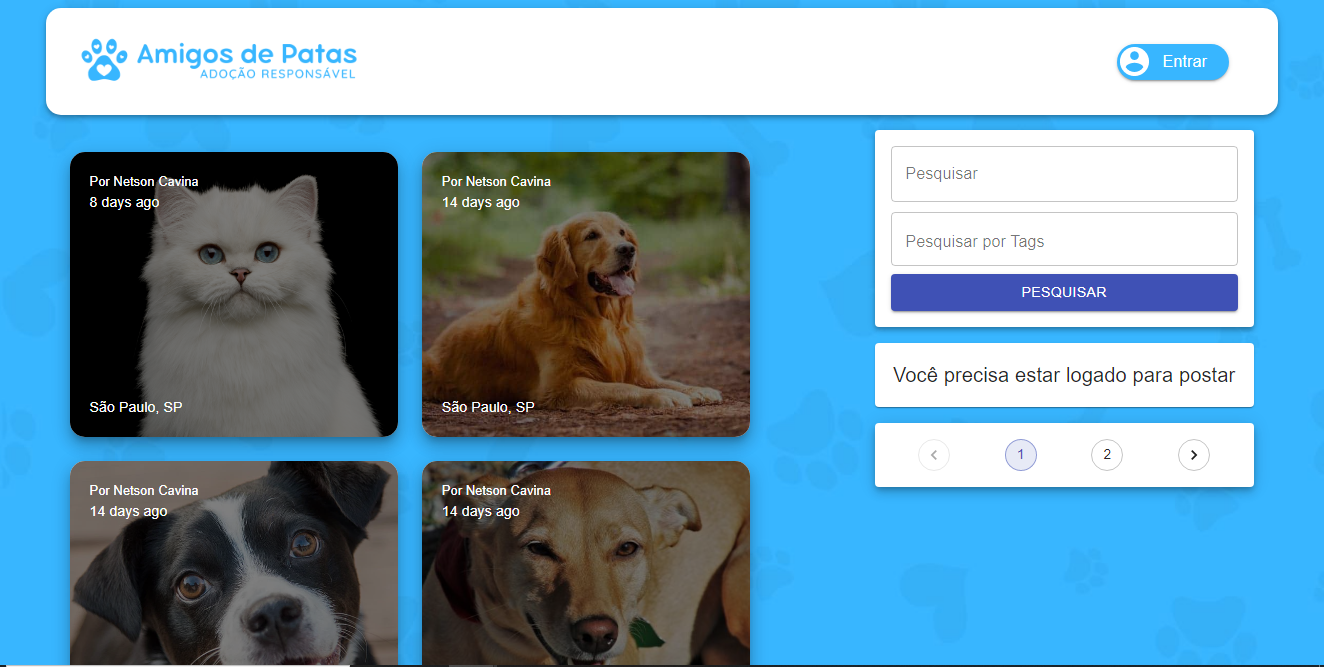 Amigos de Patas
ADOÇÃO RESPONSÁVEL
Entrar
Por Netson Cavina
8 days ago
São Paulo, SP
Por Netson Cavina
14 days ago
São Paulo, SP
Por Netson Cavina
14 days ago
Por Netson Cavina
14 days ago
Pesquisar
Pesquisar por Tags
PESQUISAR
Você precisa estar logado para postar
1
2